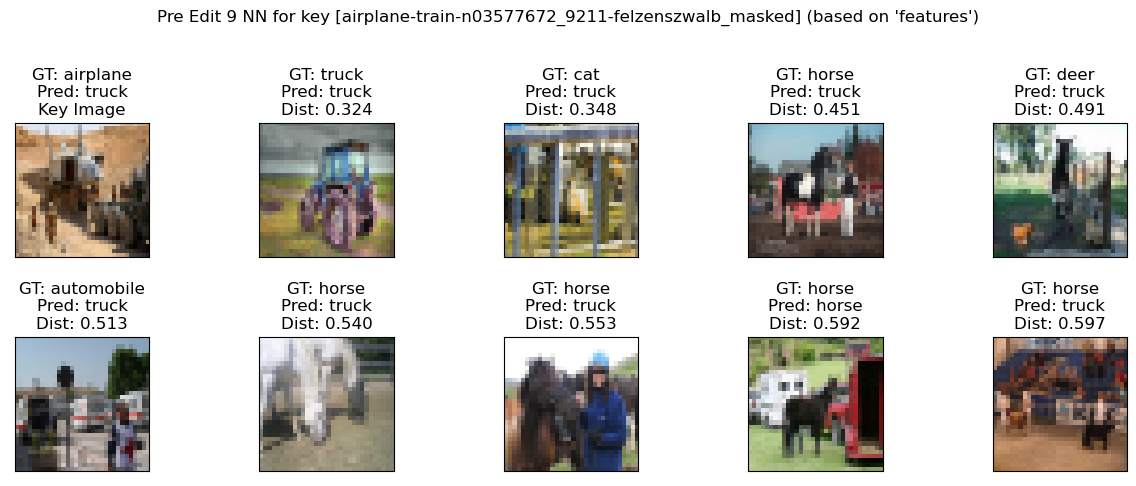 Pre Edit 9 NN for key [airplane-train-n03577672_9211-felzenszwalb_masked] (based on 'features')
GT: airplane
Pred: truck
Key Image
GT: truck
Pred: truck
Dist: 0.324
GT: cat
Pred: truck
Dist: 0.348
GT: horse
Pred: truck
Dist: 0.451
GT: deer
Pred: truck
Dist: 0.491
GT: automobile
Pred: truck
Dist: 0.513
GT: horse
Pred: truck
Dist: 0.540
GT: horse
Pred: truck
Dist: 0.553
GT: horse
Pred: horse
Dist: 0.592
GT: horse
Pred: truck
Dist: 0.597